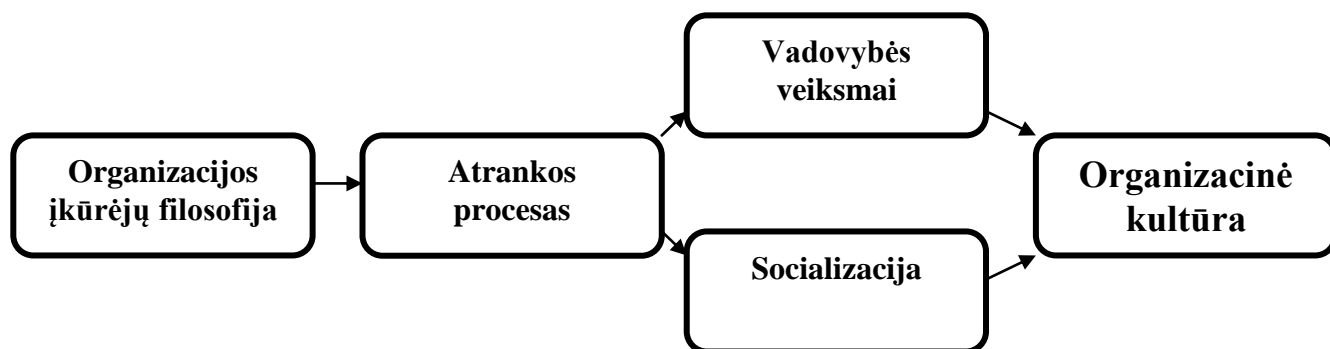 Organizacijos
įkūrėjų filosofija
Atrankos
procesas
Vadovybės
veiksmai
Socializacija
Organizacinė
kultūra